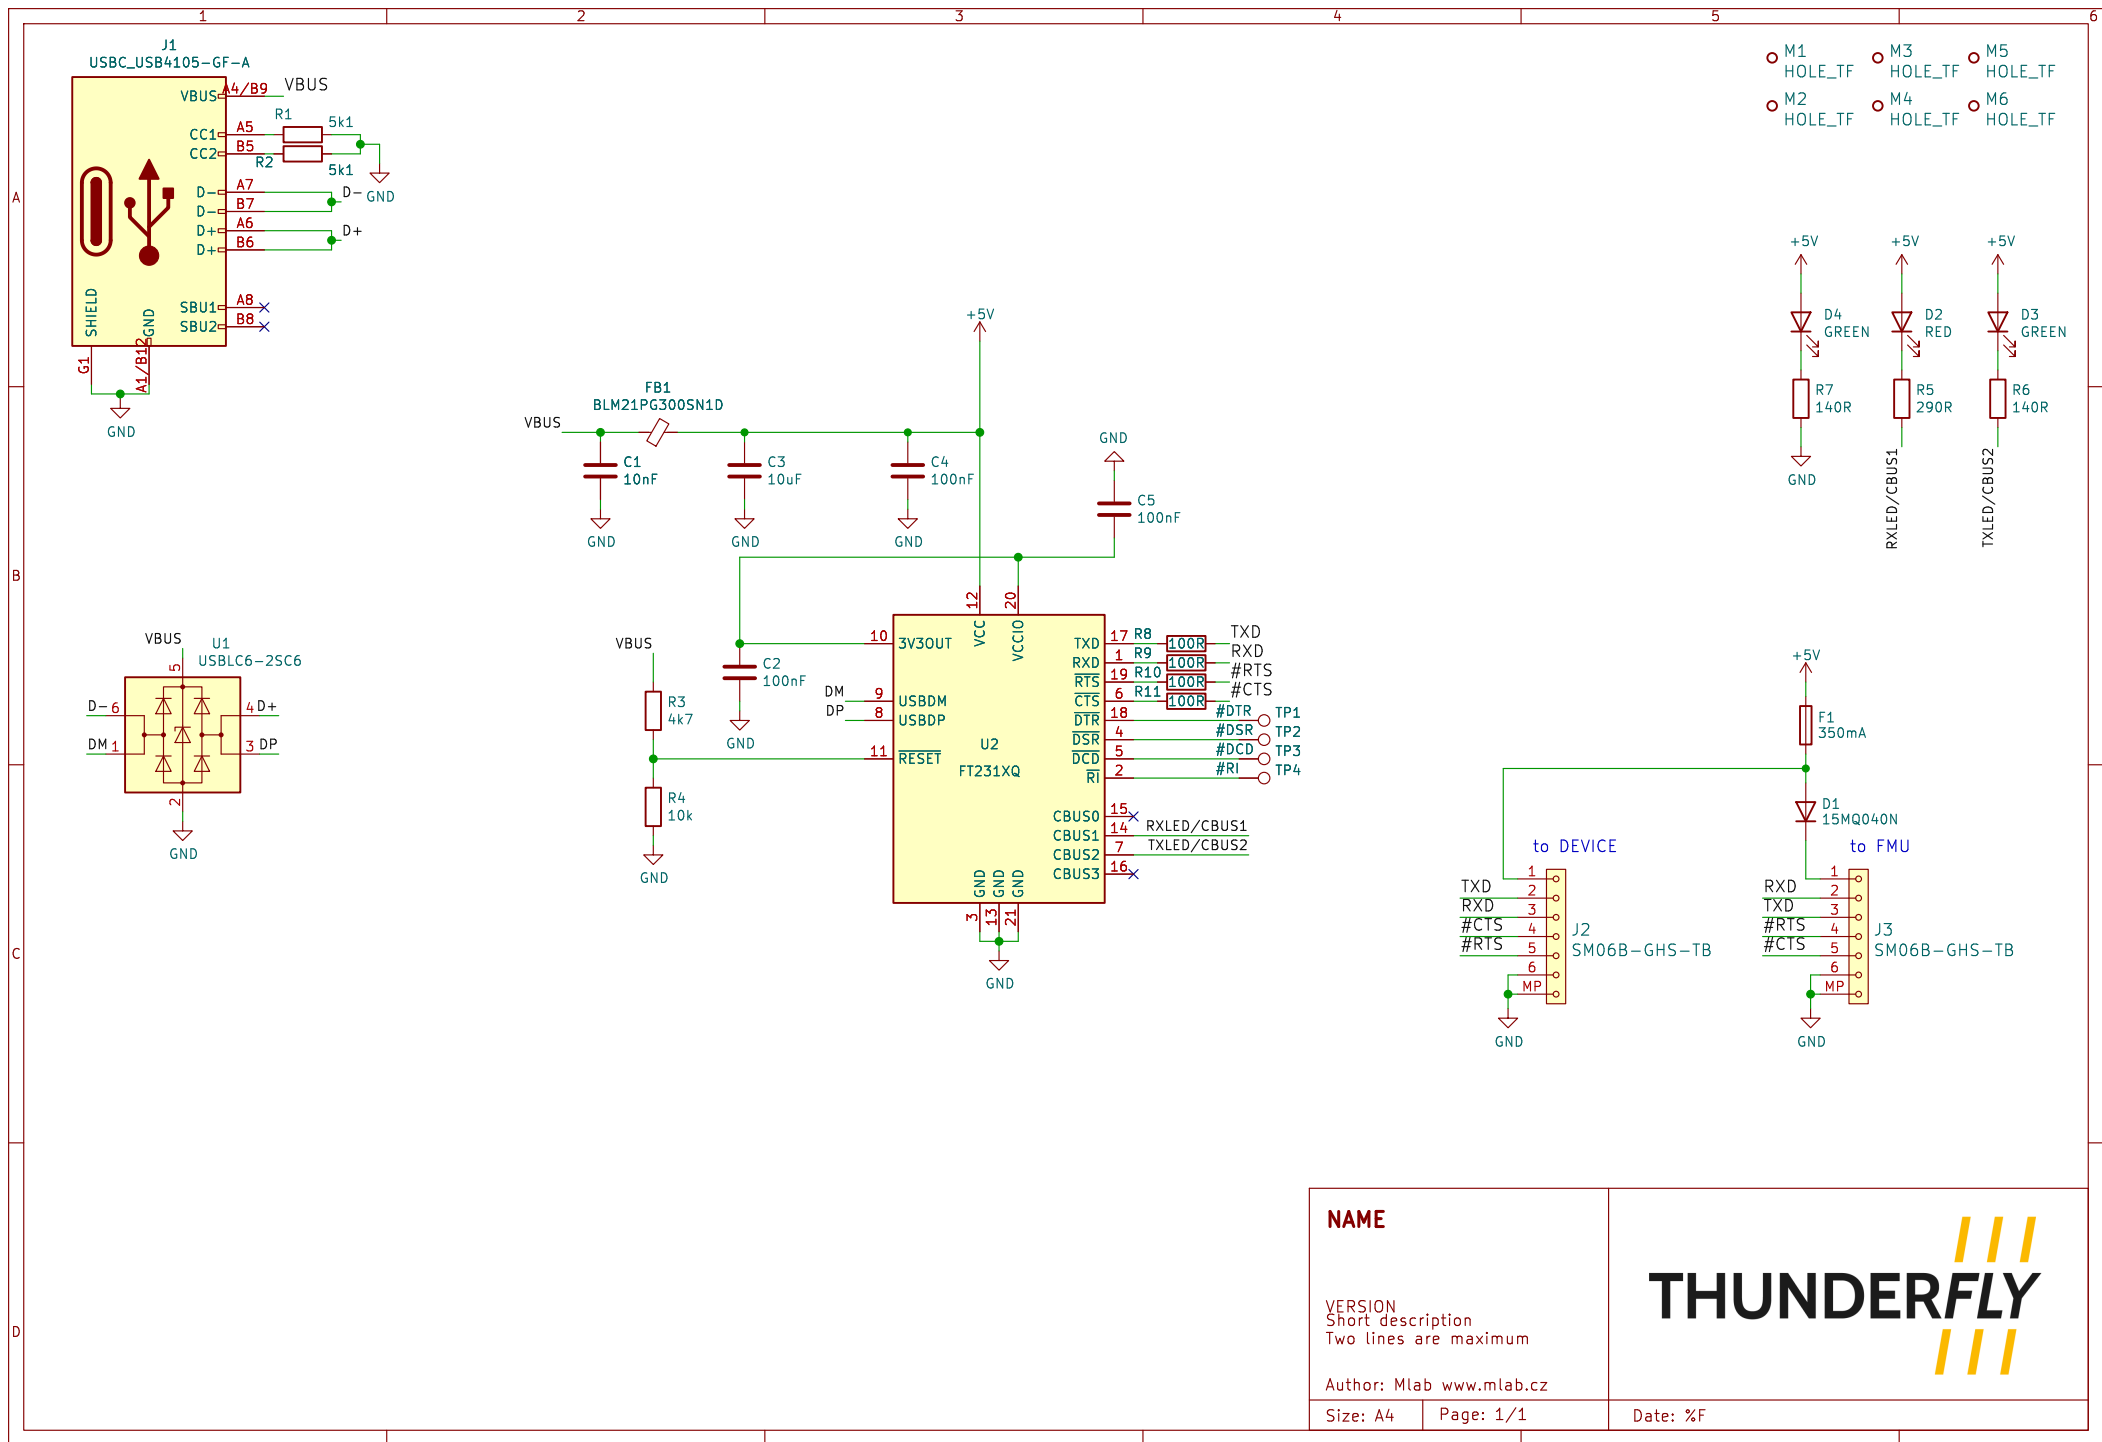 1 2 3 4 5 6
A
B
C
D
J1
USBC_USB4105-GF-A
VBUS A4/B9 VBUS
R1 5k1
CC1 A5
CC2 B5
R2 5k1
GND
D- A7
D- B7
D-
D+ A6
D+ B6
D+
SBU1 A8
SBU2 B8
SHIELD
GND
G1
A1/B12
GND
M1
HOLE_TF
M3
HOLE_TF
M5
HOLE_TF
M2
HOLE_TF
M4
HOLE_TF
M6
HOLE_TF
+5V
+5V
+5V
D4
GREEN
D2
RED
D3
GREEN
R7
140R
R5
290R
R6
140R
GND
RXLED/CBUS1
TXLED/CBUS2
+5V
FB1
BLM21PG300SN1D
VBUS
C1
10nF
C3
10uF
C4
100nF
GND
GND
GND
GND
C5
100nF
VBUS
U1
USBLC6-2SC6
5
D- 6
4 D+
DM 1
3 DP
2
GND
VBUS
R3
4k7
R4
10k
GND
C2
100nF
GND
12
20
VCC
VCCIO
10 3V3OUT
DM 9 USBDM
DP 8 USBDP
11 RESET
U2
FT231XQ
TXD 17 R8 100R TXD
RXD 1 R9 100R RXD
RTS 19 R10 100R #RTS
CTS 6 R11 100R #CTS
DTR 18 #DTR TP1
DSR 4 #DSR TP2
DCD 5 #DCD TP3
RI 2 #RI TP4
CBUS0 15
CBUS1 14 RXLED/CBUS1
CBUS2 7 TXLED/CBUS2
CBUS3 16
GND GND GND
3 13 21
GND
+5V
F1
350mA
D1
15MQ040N
to DEVICE
1
TXD 2
RXD 3
#CTS 4
#RTS 5
6
MP
J2
SM06B-GHS-TB
GND
to FMU
1
RXD 2
TXD 3
#RTS 4
#CTS 5
6
MP
J3
SM06B-GHS-TB
GND
NAME
VERSION
Short description
Two lines are maximum
Author: Mlab www.mlab.cz
Size: A4
Page: 1/1
Date: %F
THUNDERFLY